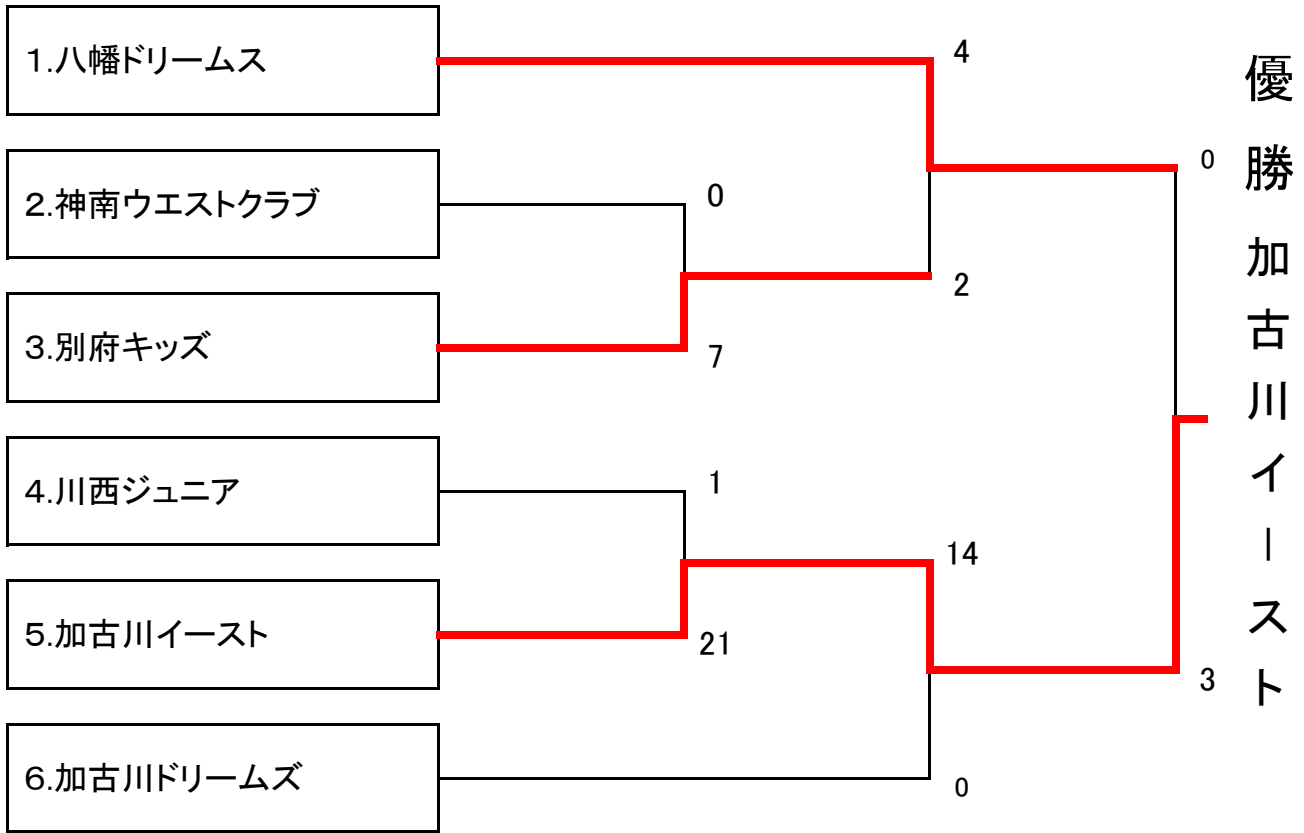 1.八幡ドリームス
4
0
2.神南ウエストクラブ
0
2
3.別府キッズ
7
4.川西ジュニア
1
14
5.加古川イースト
21
3
6.加古川ドリームズ
0
優勝 加古川イースト